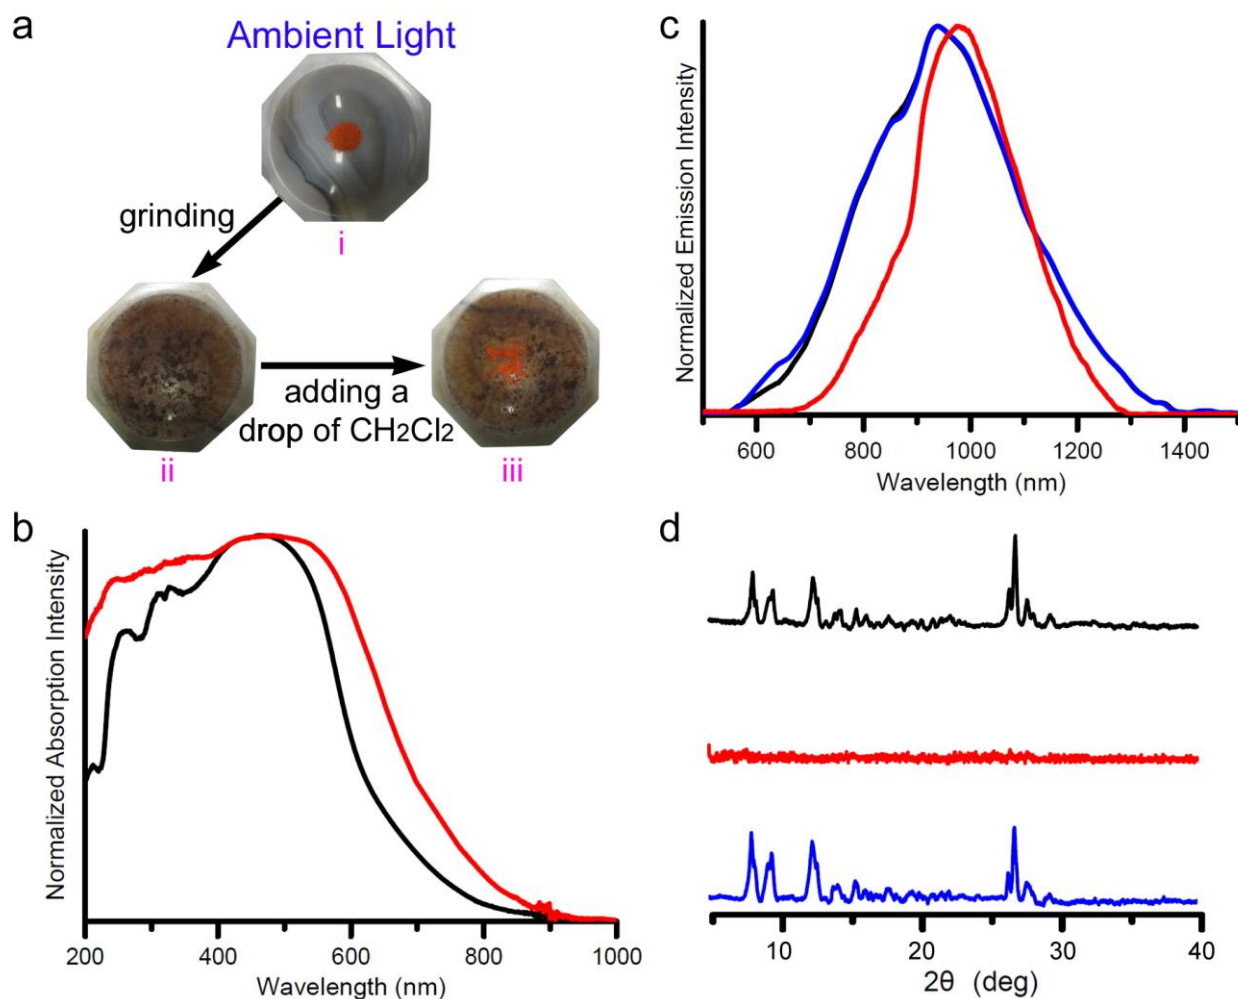 a
Ambient Light
i
grinding
adding a
drop of CH₂Cl₂
ii
iii
b
Normalized Absorption Intensity
200
400
600
800
1000
Wavelength (nm)
c
Normalized Emission Intensity
600
800
1000
1200
1400
Wavelength (nm)
d
10
20
30
40
2θ (deg)